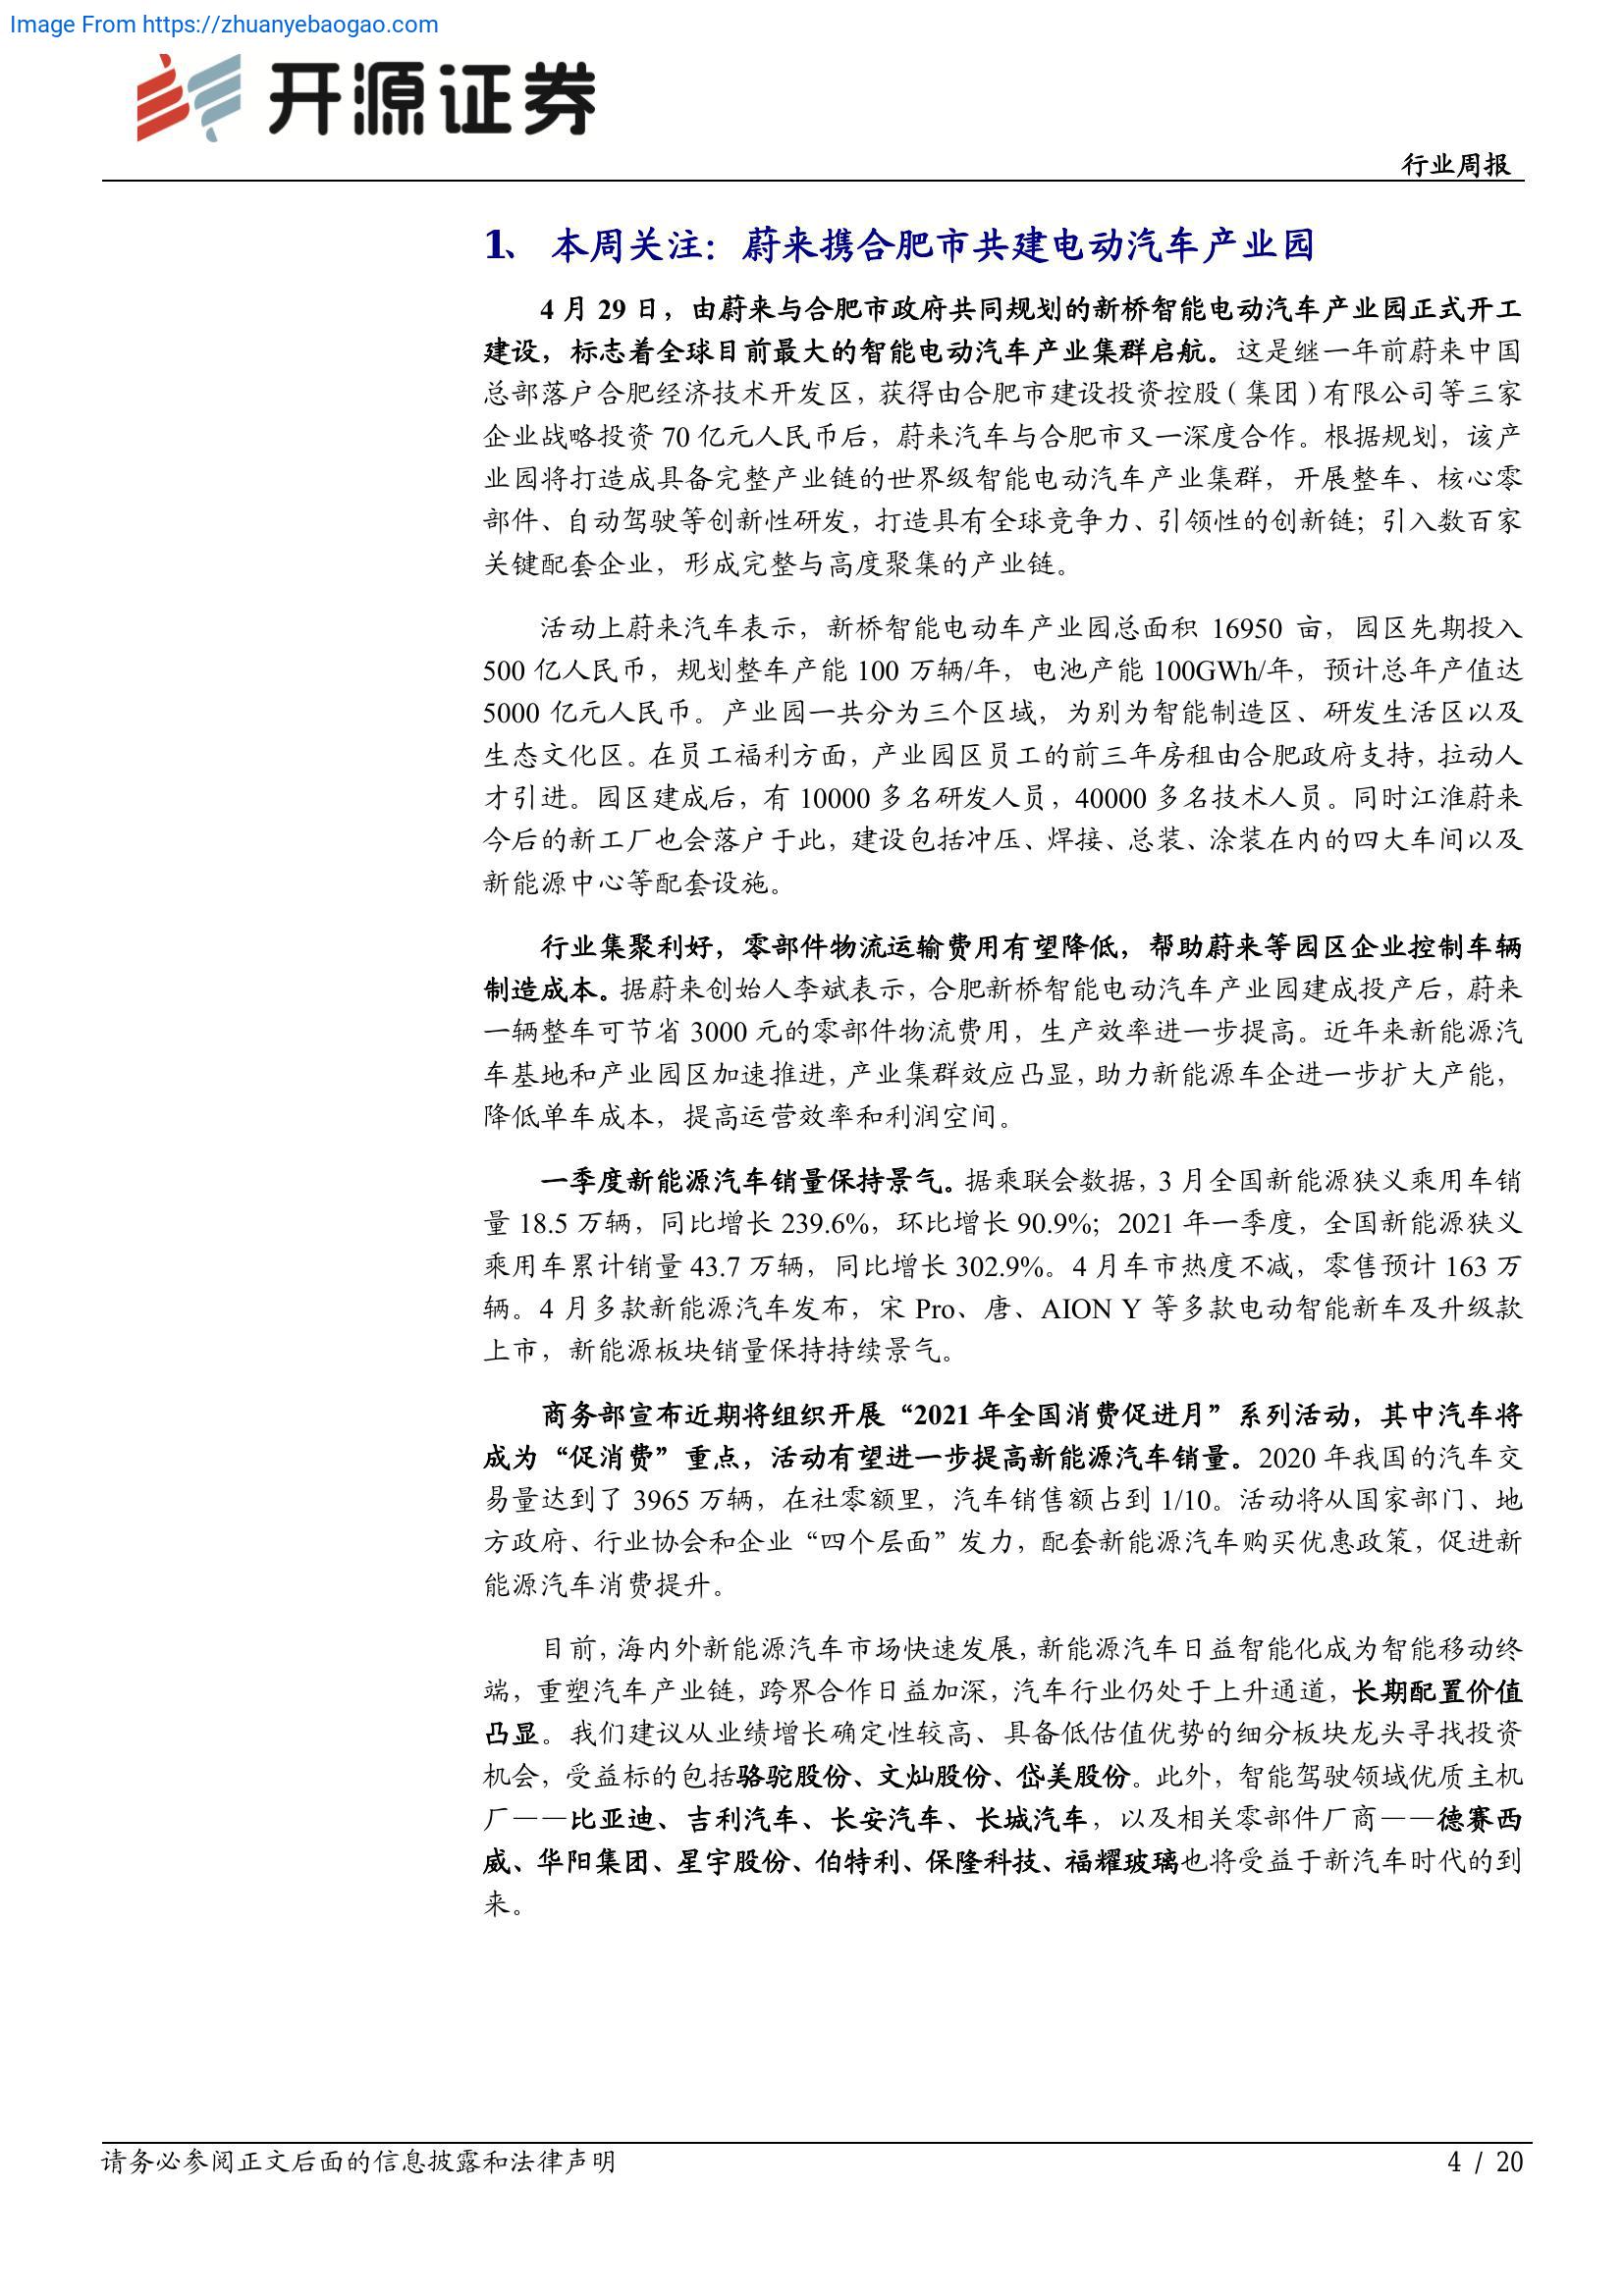 Image From https://zhuanyebaogao.com
开源证券
行业周报
1、 本周关注：蔚来携合肥市共建电动汽车产业园
4 月 29 日，由蔚来与合肥市政府共同规划的新桥智能电动汽车产业园正式开工
建设，标志着全球目前最大的智能电动汽车产业集群启航。这是继一年前蔚来中国
总部落户合肥经济技术开发区，获得由合肥市建设投资控股（集团）有限公司等三家
企业战略投资 70 亿元人民币后，蔚来汽车与合肥市又一深度合作。根据规划，该产
业园将打造成具备完整产业链的世界级智能电动汽车产业集群，开展整车、核心零
部件、自动驾驶等创新性研发，打造具有全球竞争力、引领性的创新链；引入数百家
关键配套企业，形成完整与高度聚集的产业链。
活动上蔚来汽车表示，新桥智能电动车产业园总面积 16950 亩，园区先期投入
500 亿人民币，规划整车产能 100 万辆/年，电池产能 100GWh/年，预计总年产值达
5000 亿元人民币。产业园一共分为三个区域，为别为智能制造区、研发生活区以及
生态文化区。在员工福利方面，产业园区员工的前三年房租由合肥政府支持，拉动人
才引进。园区建成后，有 10000 多名研发人员，40000 多名技术人员。同时江淮蔚来
今后的新工厂也会落户于此，建设包括冲压、焊接、总装、涂装在内的四大车间以及
新能源中心等配套设施。
行业集聚利好，零部件物流运输费用有望降低，帮助蔚来等园区企业控制车辆
制造成本。据蔚来创始人李斌表示，合肥新桥智能电动汽车产业园建成投产后，蔚来
一辆整车可节省 3000 元的零部件物流费用，生产效率进一步提高。近年来新能源汽
车基地和产业园区加速推进，产业集群效应凸显，助力新能源车企进一步扩大产能，
降低单车成本，提高运营效率和利润空间。
一季度新能源汽车销量保持景气。据乘联会数据，3 月全国新能源狭义乘用车销
量 18.5 万辆，同比增长 239.6%，环比增长 90.9%；2021 年一季度，全国新能源狭义
乘用车累计销量 43.7 万辆，同比增长 302.9%。4 月车市热度不减，零售预计 163 万
辆。4 月多款新能源汽车发布，宋 Pro、唐、AION Y 等多款电动智能新车及升级款
上市，新能源板块销量保持持续景气。
商务部宣布近期将组织开展“2021 年全国消费促进月”系列活动，其中汽车将
成为“促消费”重点，活动有望进一步提高新能源汽车销量。2020 年我国的汽车交
易量达到了 3965 万辆，在社零额里，汽车销售额占到 1/10。活动将从国家部门、地
方政府、行业协会和企业“四个层面”发力，配套新能源汽车购买优惠政策，促进新
能源汽车消费提升。
目前，海内外新能源汽车市场快速发展，新能源汽车日益智能化成为智能移动终
端，重塑汽车产业链，跨界合作日益加深，汽车行业仍处于上升通道，长期配置价值
凸显。我们建议从业绩增长确定性较高、具备低估值优势的细分板块龙头寻找投资
机会，受益标的包括骆驼股份、文灿股份、岱美股份。此外，智能驾驶领域优质主机
厂——比亚迪、吉利汽车、长安汽车、长城汽车，以及相关零部件厂商——德赛西
威、华阳集团、星宇股份、伯特利、保隆科技、福耀玻璃也将受益于新汽车时代的到
来。
请务必参阅正文后面的信息披露和法律声明
4 / 20